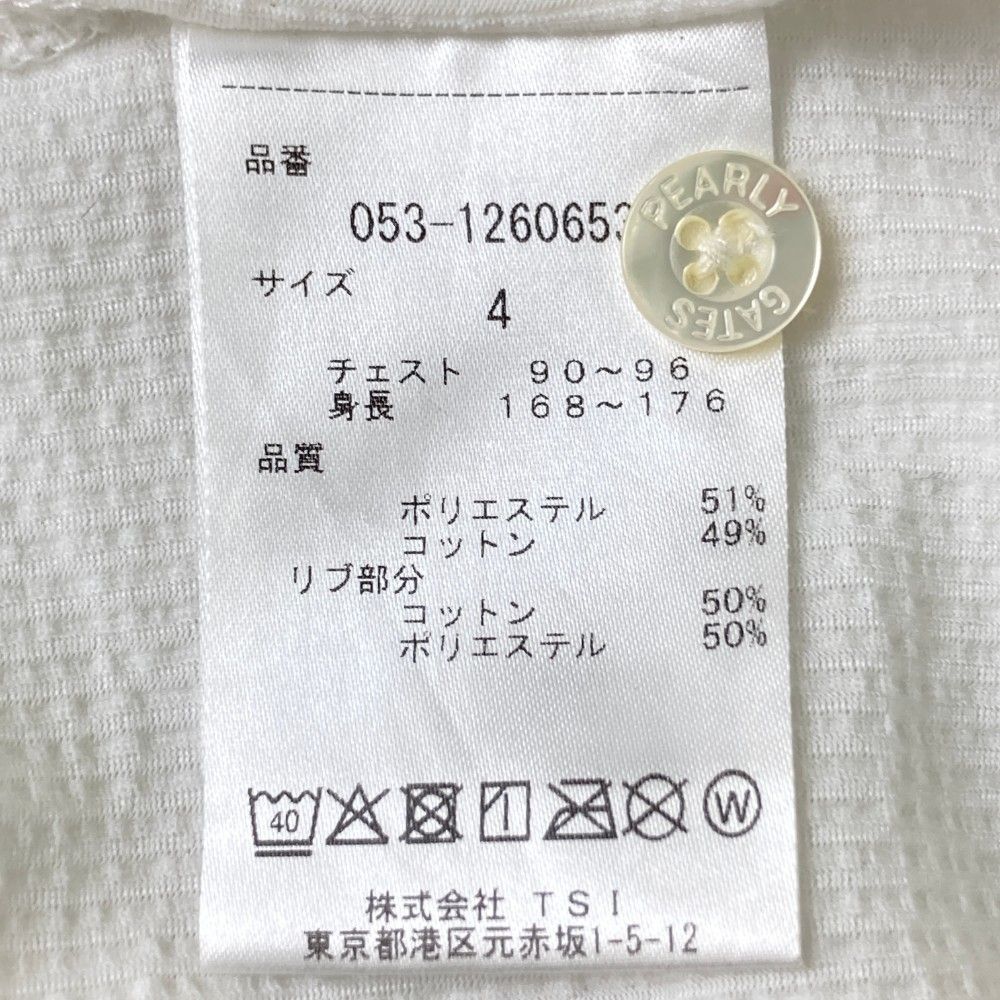 品番
053-1260653
サイズ
4
チェスト 90～96
身長 168～176
品質
ポリエステル 51%
コットン 49%
リブ部分
コットン 50%
ポリエステル 50%
40
W
株式会社 TSI
東京都港区元赤坂1-5-12
PEARLY
GATES